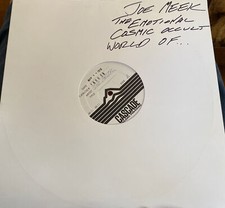 JOE MEEK
THE EMOTIONAL
COSMIC OCCULT
WORLD OF...
CASCADE